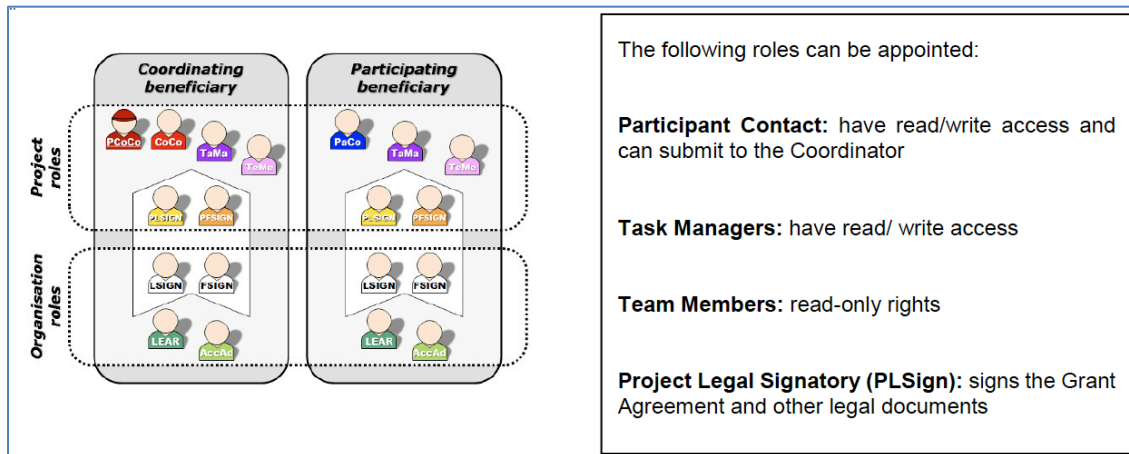 Coordinating
beneficiary
Participating
beneficiary
Project
roles
PCoCo
CoCo
TaMa
TeMe
PaCo
TaMa
TeMe
PLSIGN
PFSIGN
PLSIGN
PFSIGN
Organisation
roles
LSIGN
FSIGN
LSIGN
FSIGN
LEAR
AccAd
LEAR
AccAd
The following roles can be appointed:
Participant Contact: have read/write access and
can submit to the Coordinator
Task Managers: have read/ write access
Team Members: read-only rights
Project Legal Signatory (PLSign): signs the Grant
Agreement and other legal documents